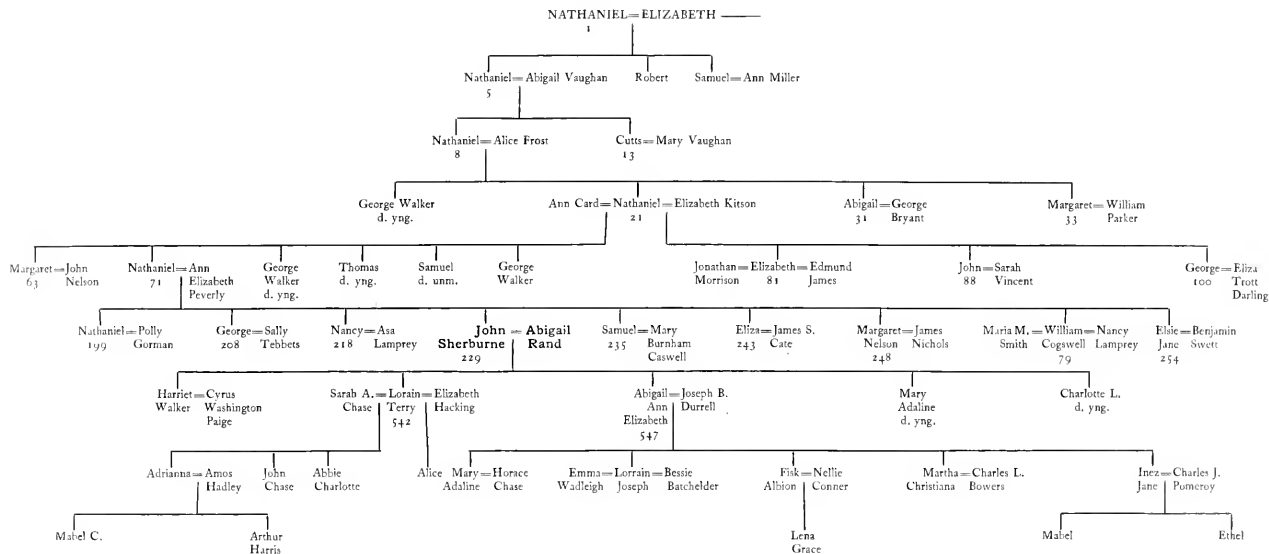 NATHANIEL=ELIZABETH ——
1
Nathaniel=Abigail Vaughan Robert Samuel=Ann Miller
5
Nathaniel=Alice Frost Cutts=Mary Vaughan
8 13
George Walker Ann Card=Nathaniel=Elizabeth Kitson Abigail=George Margaret=William
d. yng. 21 31 Bryant 33 Parker
Margaret=John Nathaniel=Ann George Thomas Samuel George Jonathan=Elizabeth=Edmund John=Sarah George=Eliza
63 Nelson 71 Elizabeth Walker d. yng. d. unm. Walker Morrison 81 James 88 Vincent 100 Trott
Peverly d. yng. Darling
Nathaniel=Polly George=Sally Nancy=Asa John=Abigail Samuel=Mary Eliza=James S. Margaret=James Maria M.=William=Nancy Elsie=Benjamin
199 Gorman 208 Tebbets 218 Lamprey Sherburne Rand 235 Burnham 243 Cate Nelson Nichols Smith Cogswell Lamprey Jane Swett
229 Caswell 248 79 254
Harriet=Cyrus Sarah A.=Lorain=Elizabeth Abigail=Joseph B. Mary Charlotte L.
Walker Washington Chase Terry Hacking Ann Durrell Adaline d. yng.
Paige 542 Elizabeth d. yng.
547
Adrianna=Amos John Abbie Alice Mary=Horace Emma=Lorrain=Bessie Fisk=Nellie Martha=Charles L. Inez=Charles J.
Hadley Chase Charlotte Adaline Chase Wadleigh Joseph Batchelder Albion Conner Christiana Bowers Jane Pomeroy
Mabel C. Arthur Lena Mabel Ethel
Harris Grace